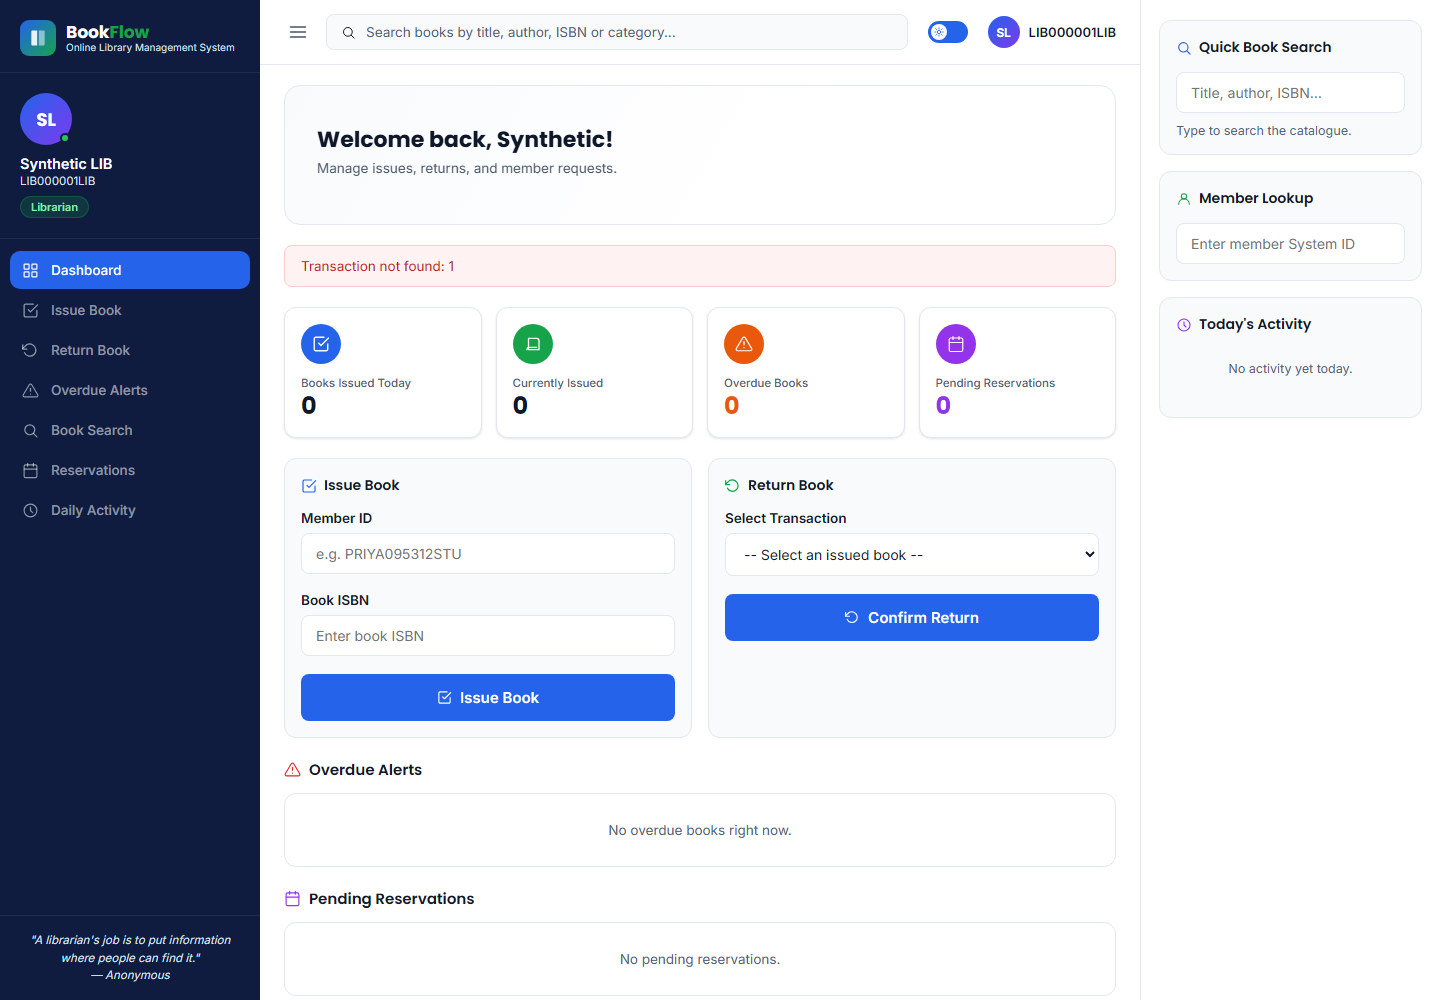 BookFlow
Online Library Management System
SL
Synthetic LIB
LIB000001LIB
Librarian
Dashboard
Issue Book
Return Book
Overdue Alerts
Book Search
Reservations
Daily Activity
"A librarian's job is to put information
where people can find it."
— Anonymous
Search books by title, author, ISBN or category...
SL
LIB000001LIB
Welcome back, Synthetic!
Manage issues, returns, and member requests.
Transaction not found: 1
Books Issued Today
0
Currently Issued
0
Overdue Books
0
Pending Reservations
0
Issue Book
Member ID
e.g. PRIYA095312STU
Book ISBN
Enter book ISBN
Issue Book
Return Book
Select Transaction
-- Select an issued book --
Confirm Return
Overdue Alerts
No overdue books right now.
Pending Reservations
No pending reservations.
Quick Book Search
Title, author, ISBN...
Type to search the catalogue.
Member Lookup
Enter member System ID
Today's Activity
No activity yet today.